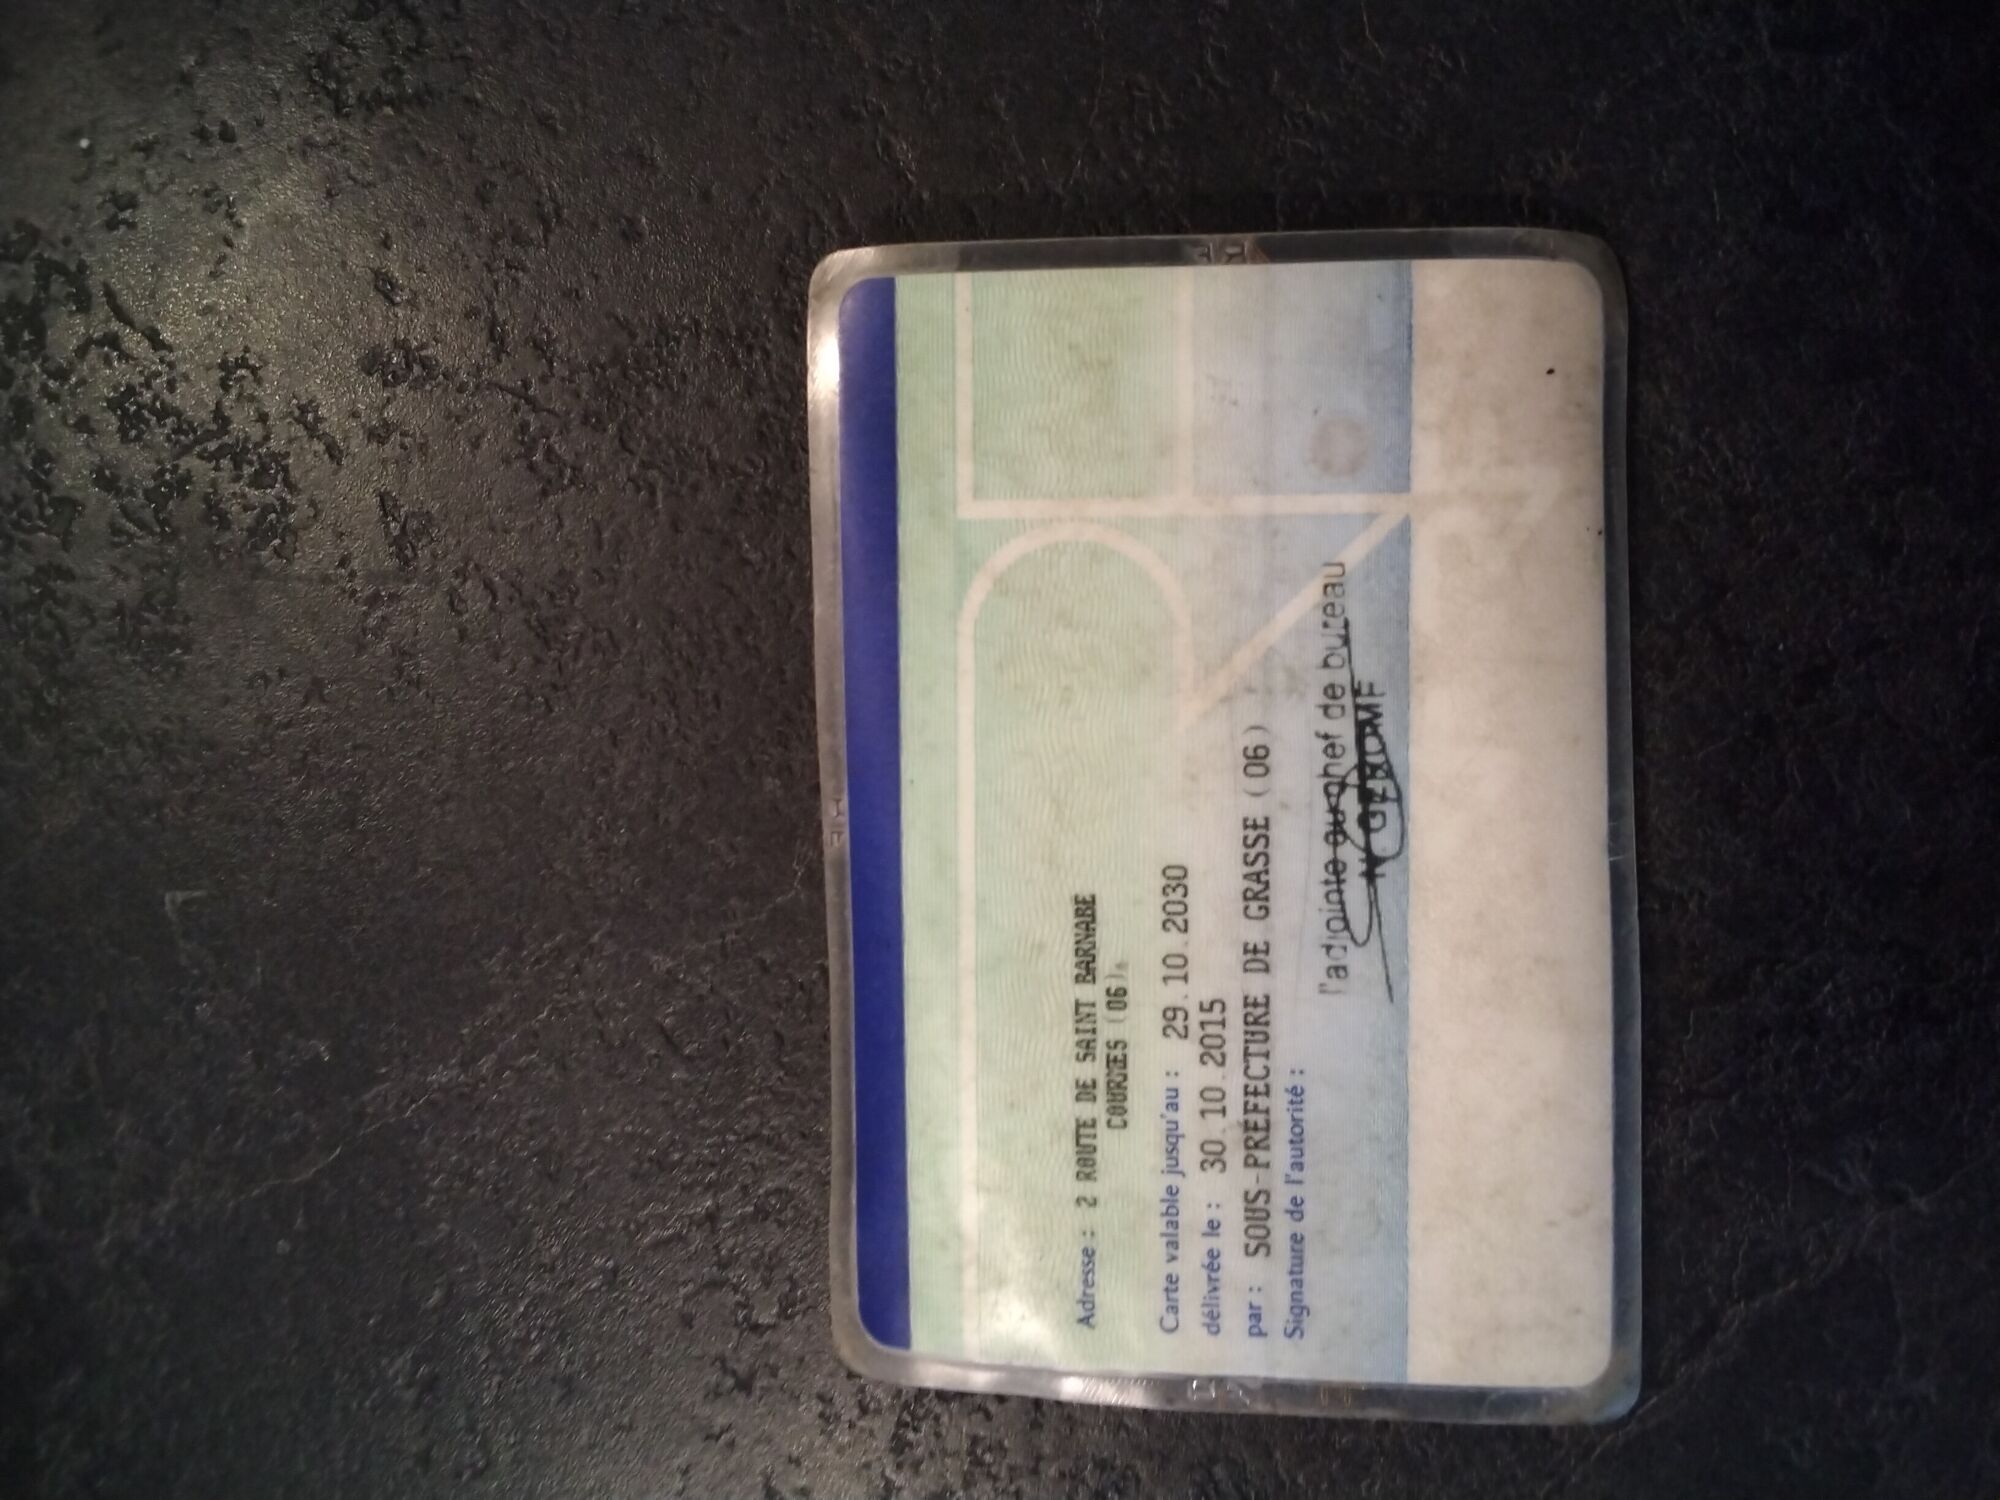 Adresse : 2 ROUTE DE SAINT BARNABE
COURMES (06)
Carte valable jusqu'au : 29.10.2030
délivrée le : 30.10.2015
par : SOUS-PRÉFECTURE DE GRASSE (06)
Signature de l'autorité :
l'adjointe au chef de bureau